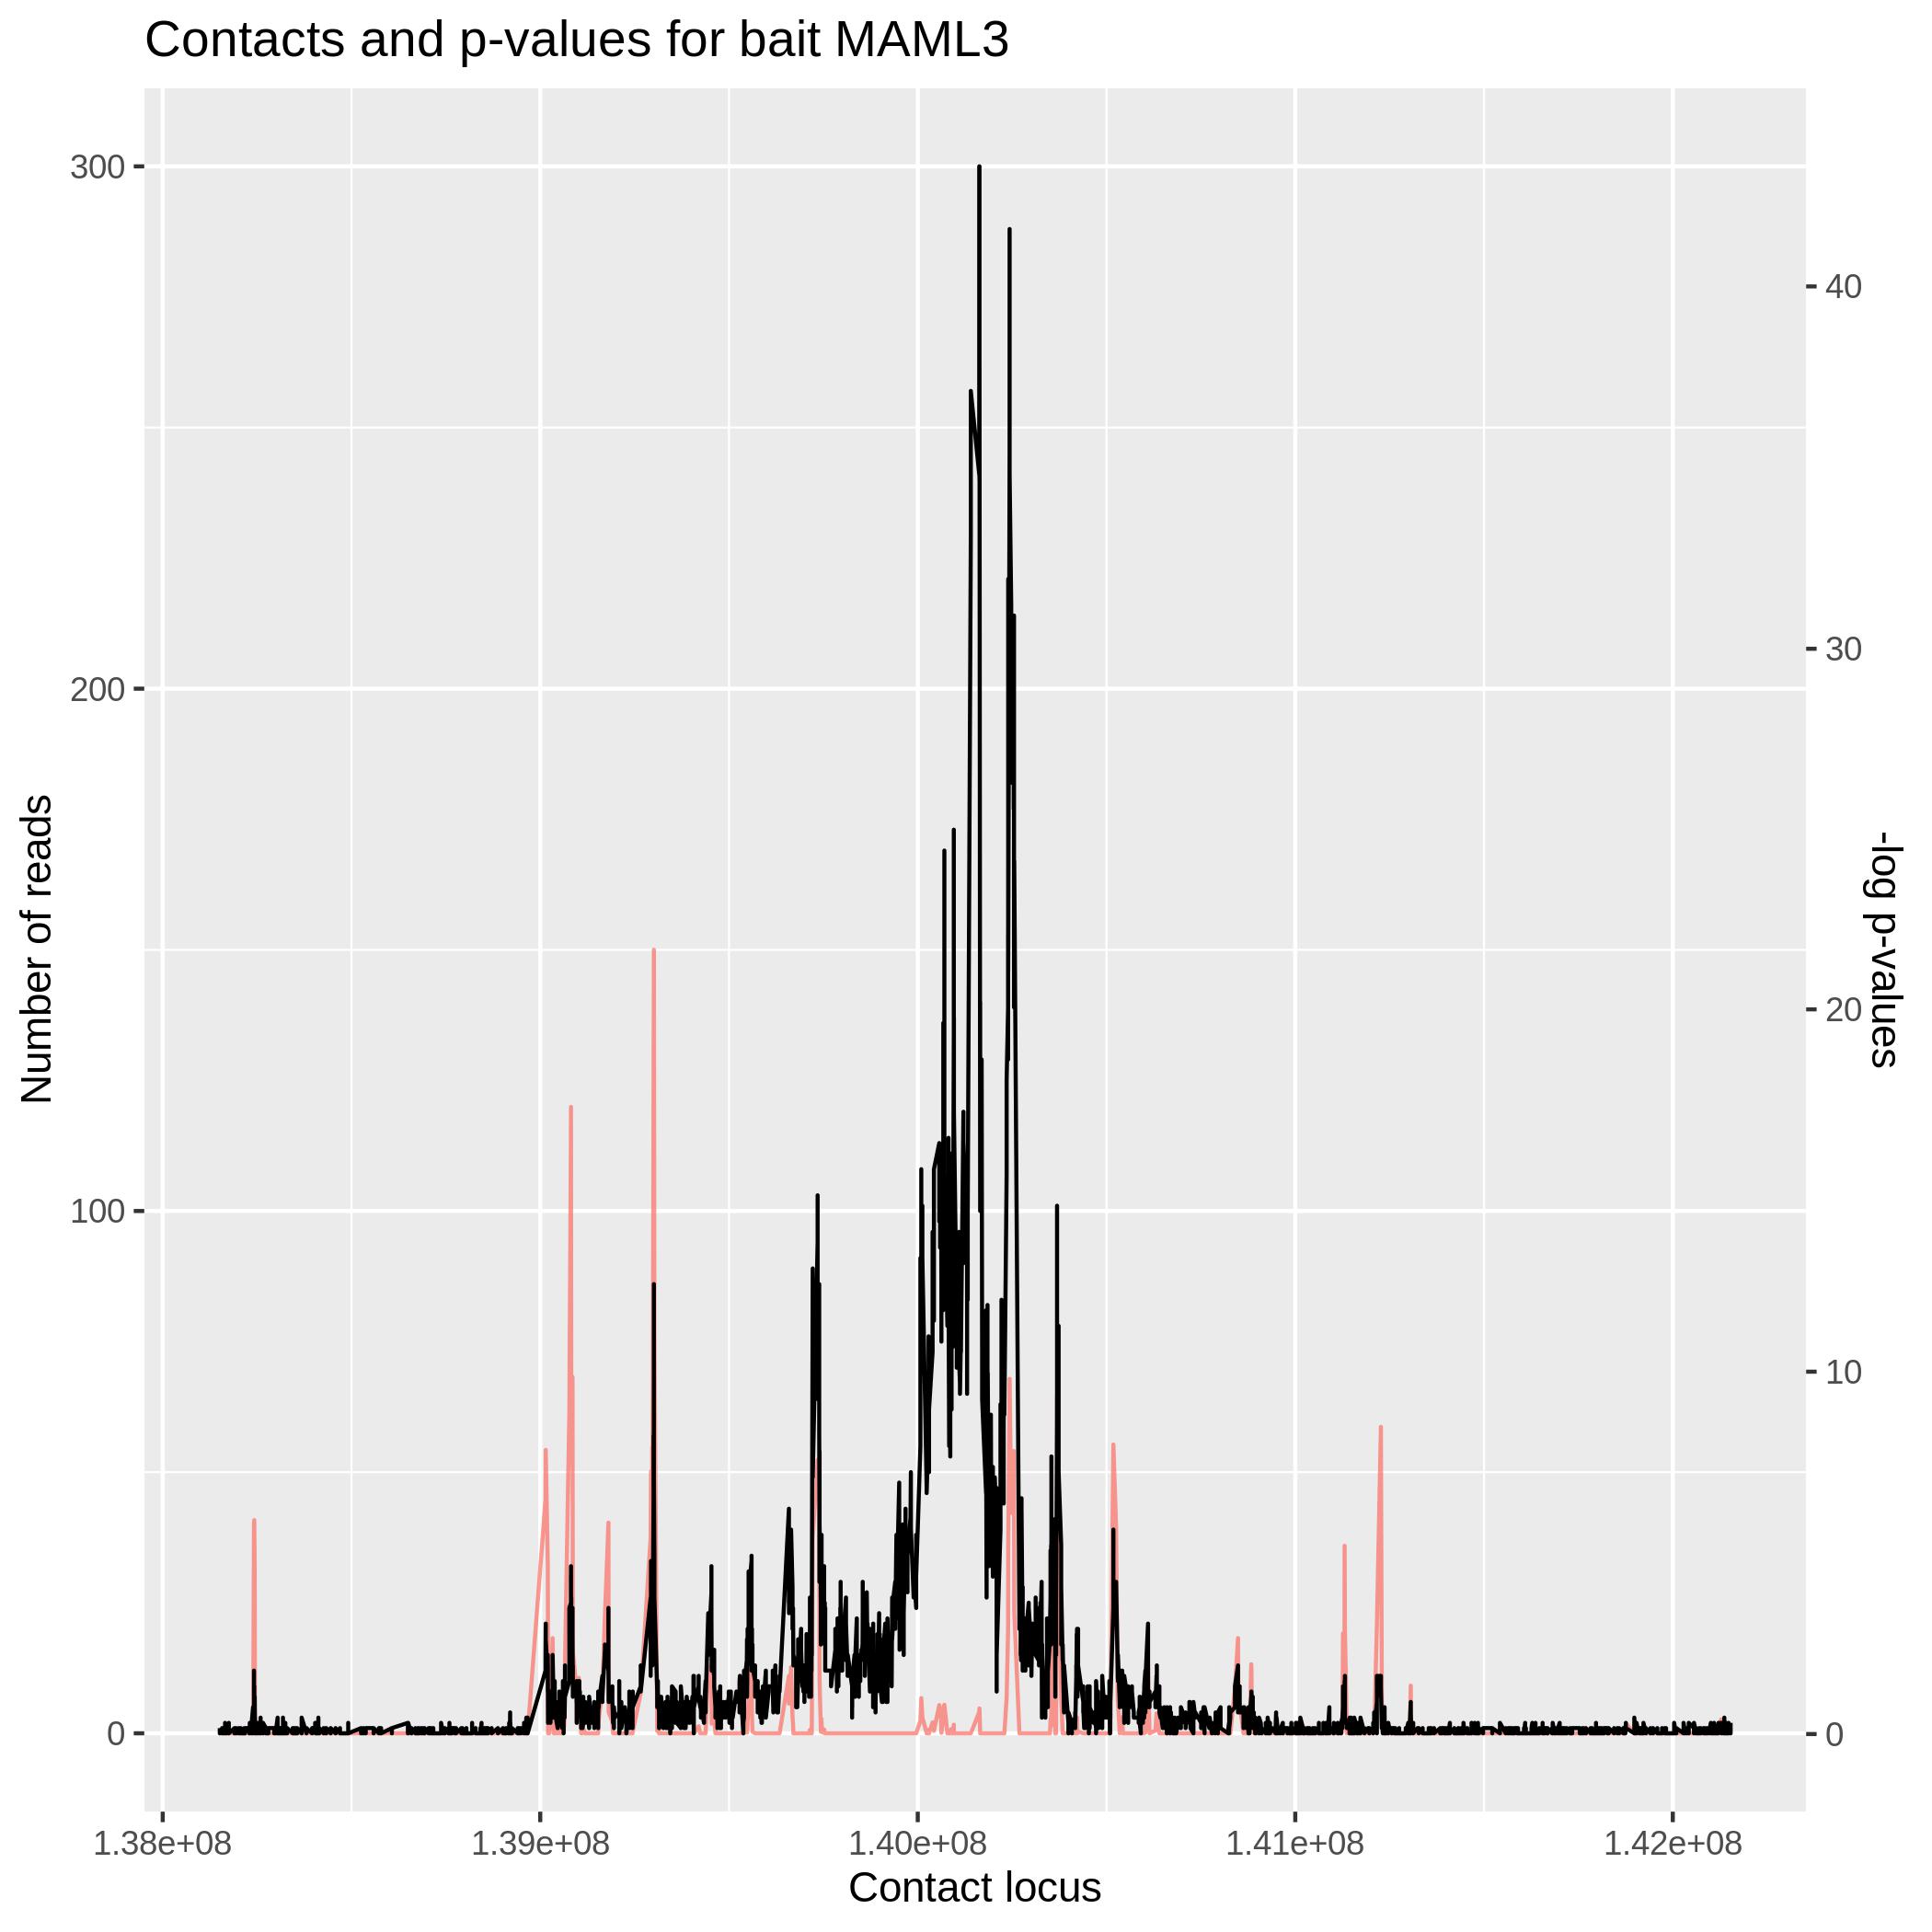 Contacts and p-values for bait MAML3
300
200
100
0
Number of reads
40
30
20
10
0
-log p-values
1.38e+08 1.39e+08 1.40e+08 1.41e+08 1.42e+08
Contact locus